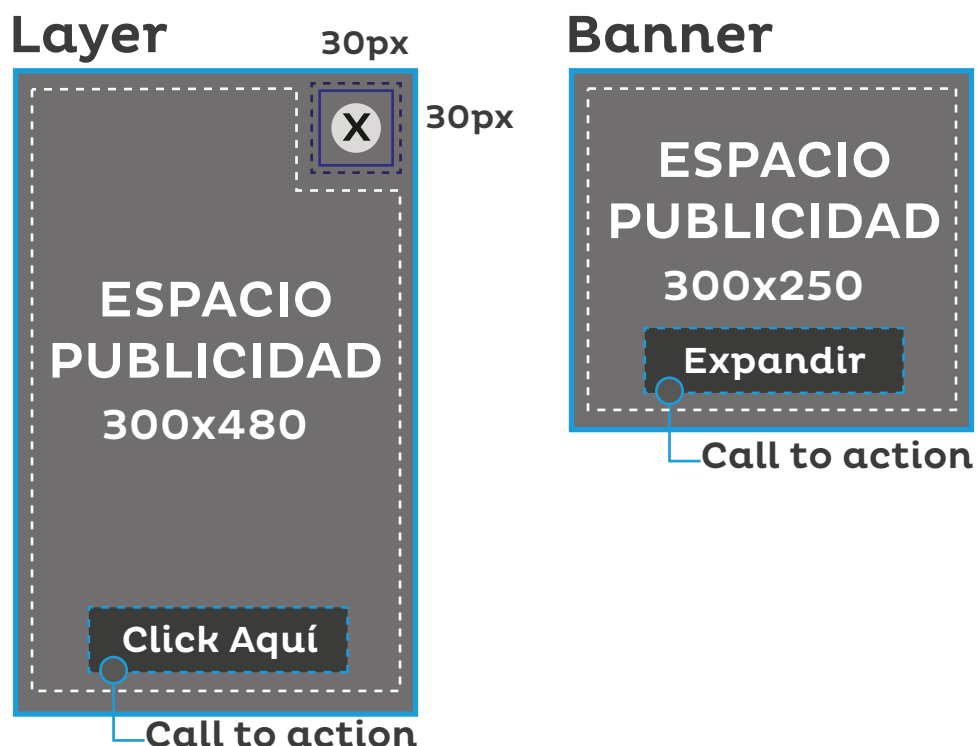 Layer
30px
X
30px
ESPACIO
PUBLICIDAD
300x480
Click Aquí
Call to action
Banner
ESPACIO
PUBLICIDAD
300x250
Expandir
Call to action